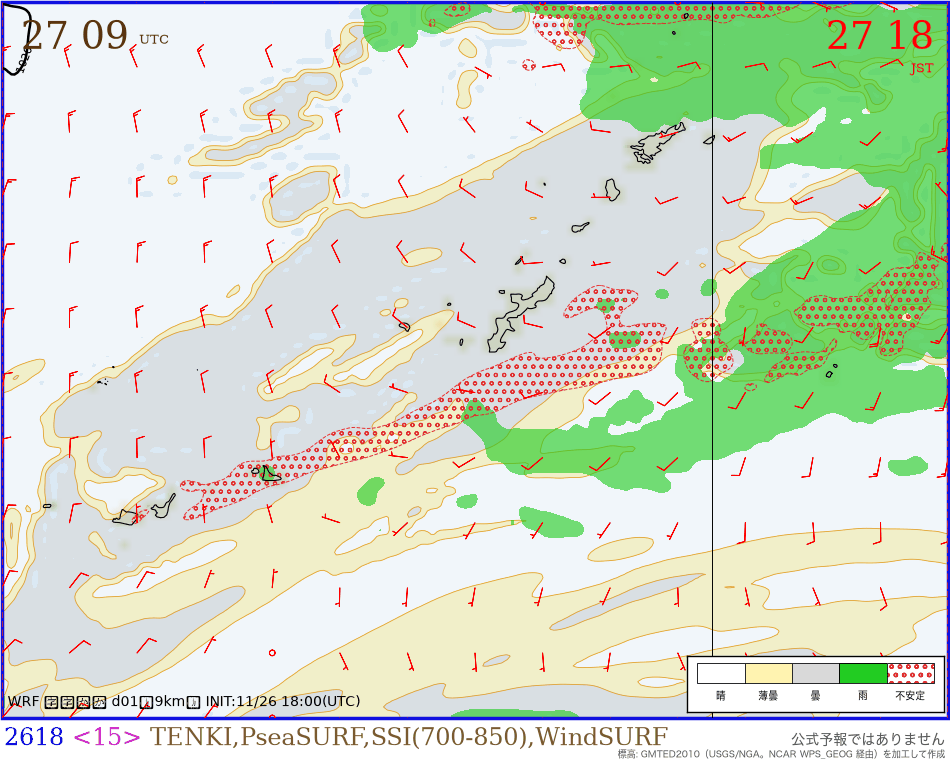 27 09 UTC
27 18
JST
WRF d01 9km INIT:11/26 18:00(UTC)
晴 薄曇 曇 雨 不安定
2618 <15> TENKI,PseaSURF,SSI(700-850),WindSURF
公式予報ではありません
標高: GMTED2010（USGS/NGA。NCAR WPS_GEOG 経由）を加工して作成